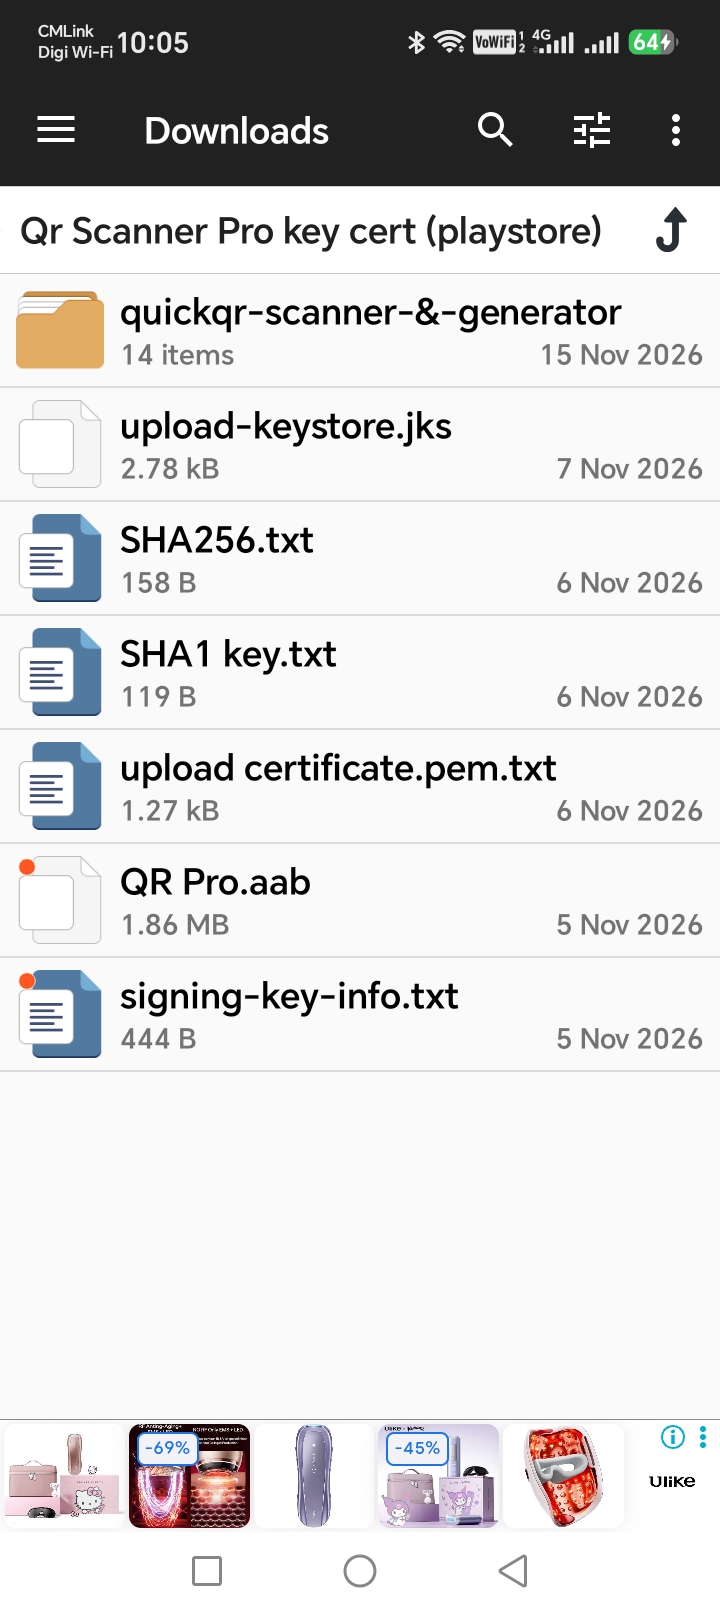 CMLink
Digi Wi-Fi
10:05
VoWiFi 1 2
4G
64
Downloads
Qr Scanner Pro key cert (playstore)
quickqr-scanner-&-generator
14 items
15 Nov 2026
upload-keystore.jks
2.78 kB
7 Nov 2026
SHA256.txt
158 B
6 Nov 2026
SHA1 key.txt
119 B
6 Nov 2026
upload certificate.pem.txt
1.27 kB
6 Nov 2026
QR Pro.aab
1.86 MB
5 Nov 2026
signing-key-info.txt
444 B
5 Nov 2026
-69%
-45%
Ulike